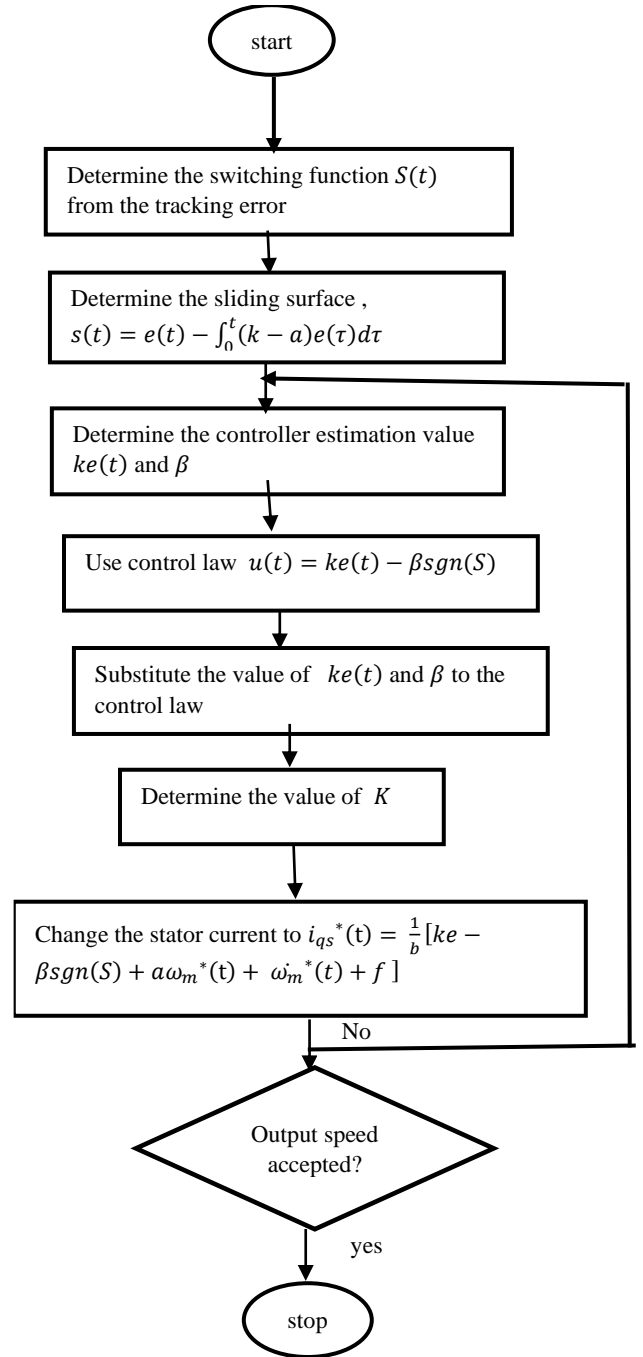 start
Determine the switching function S(t)
from the tracking error
Determine the sliding surface ,
s(t) = e(t) − ∫₀ᵗ(k − a)e(τ)dτ
Determine the controller estimation value
ke(t) and β
Use control law u(t) = ke(t) − βsgn(S)
Substitute the value of ke(t) and β to the
control law
Determine the value of K
Change the stator current to i_qs*(t) = 1/b [ke −
βsgn(S) + aω_m*(t) + ω̇_m*(t) + f ]
No
Output speed
accepted?
yes
stop